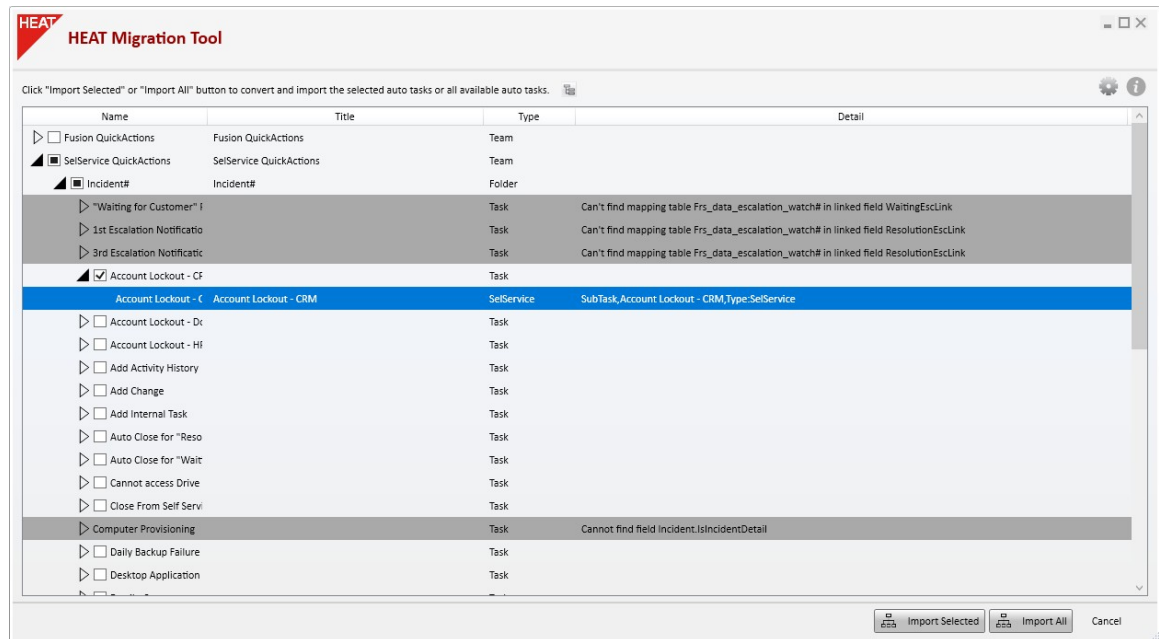 HEAT
HEAT Migration Tool
Click "Import Selected" or "Import All" button to convert and import the selected auto tasks or all available auto tasks.
Name Title Type Detail
Fusion QuickActions Fusion QuickActions Team
SelService QuickActions SelService QuickActions Team
Incident# Incident# Folder
"Waiting for Customer" Task Can't find mapping table Frs_data_escalation_watch# in linked field WaitingEscLink
1st Escalation Notificatio Task Can't find mapping table Frs_data_escalation_watch# in linked field ResolutionEscLink
3rd Escalation Notificatic Task Can't find mapping table Frs_data_escalation_watch# in linked field ResolutionEscLink
Account Lockout - CF Task
Account Lockout - C Account Lockout - CRM SelService SubTask,Account Lockout - CRM,Type:SelService
Account Lockout - Dc Task
Account Lockout - HF Task
Add Activity History Task
Add Change Task
Add Internal Task Task
Auto Close for "Reso Task
Auto Close for "Wait Task
Cannot access Drive Task
Close From Self Servi Task
Computer Provisioning Task Cannot find field Incident.IsIncidentDetail
Daily Backup Failure Task
Desktop Application Task
Import Selected Import All Cancel